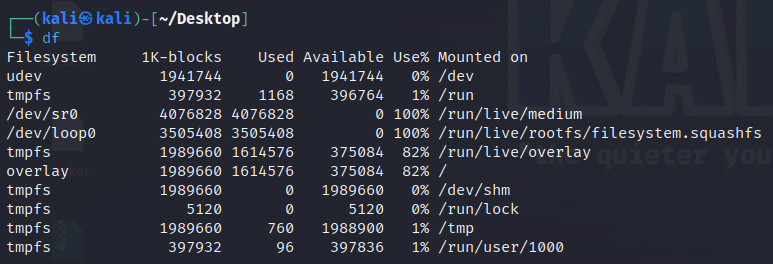 (kali㉿kali)-[~/Desktop]
$ df
Filesystem     1K-blocks    Used Available Use% Mounted on
udev             1941744       0   1941744   0% /dev
tmpfs             397932    1168    396764   1% /run
/dev/sr0         4076828 4076828         0 100% /run/live/medium
/dev/loop0       3505408 3505408         0 100% /run/live/rootfs/filesystem.squashfs
tmpfs            1989660 1614576    375084  82% /run/live/overlay
overlay          1989660 1614576    375084  82% /
tmpfs            1989660       0   1989660   0% /dev/shm
tmpfs               5120       0      5120   0% /run/lock
tmpfs            1989660     760   1988900   1% /tmp
tmpfs             397932      96    397836   1% /run/user/1000
KAL
the quieter you